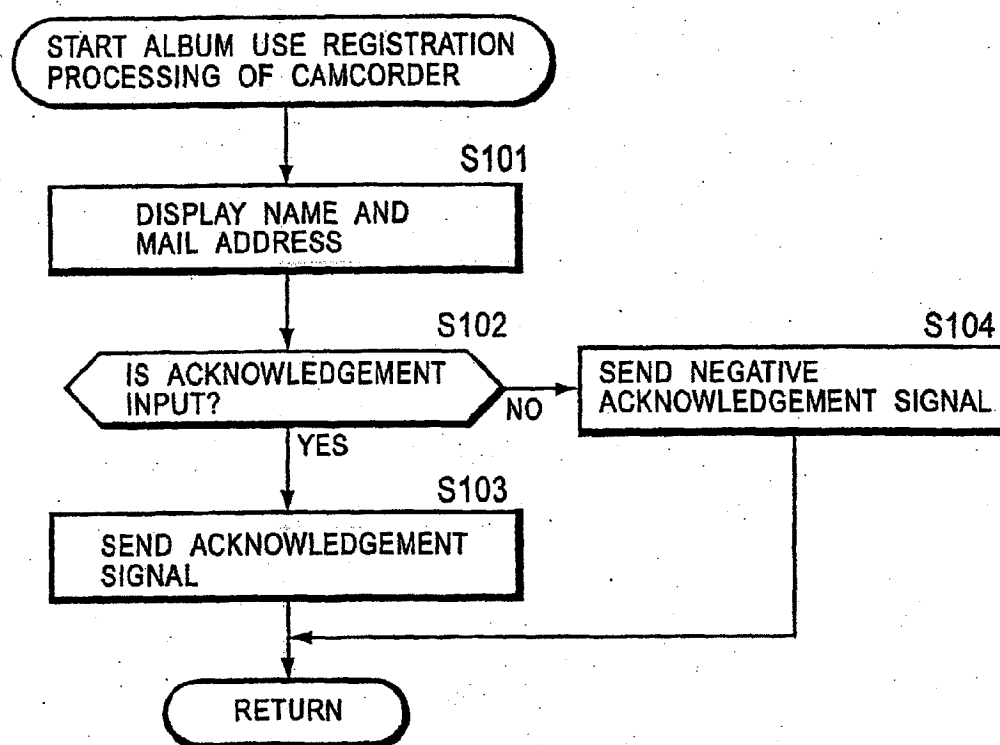 START ALBUM USE REGISTRATION
PROCESSING OF CAMCORDER
S101
DISPLAY NAME AND
MAIL ADDRESS
S102
IS ACKNOWLEDGEMENT
INPUT?
NO
YES
S104
SEND NEGATIVE
ACKNOWLEDGEMENT SIGNAL
S103
SEND ACKNOWLEDGEMENT
SIGNAL
RETURN